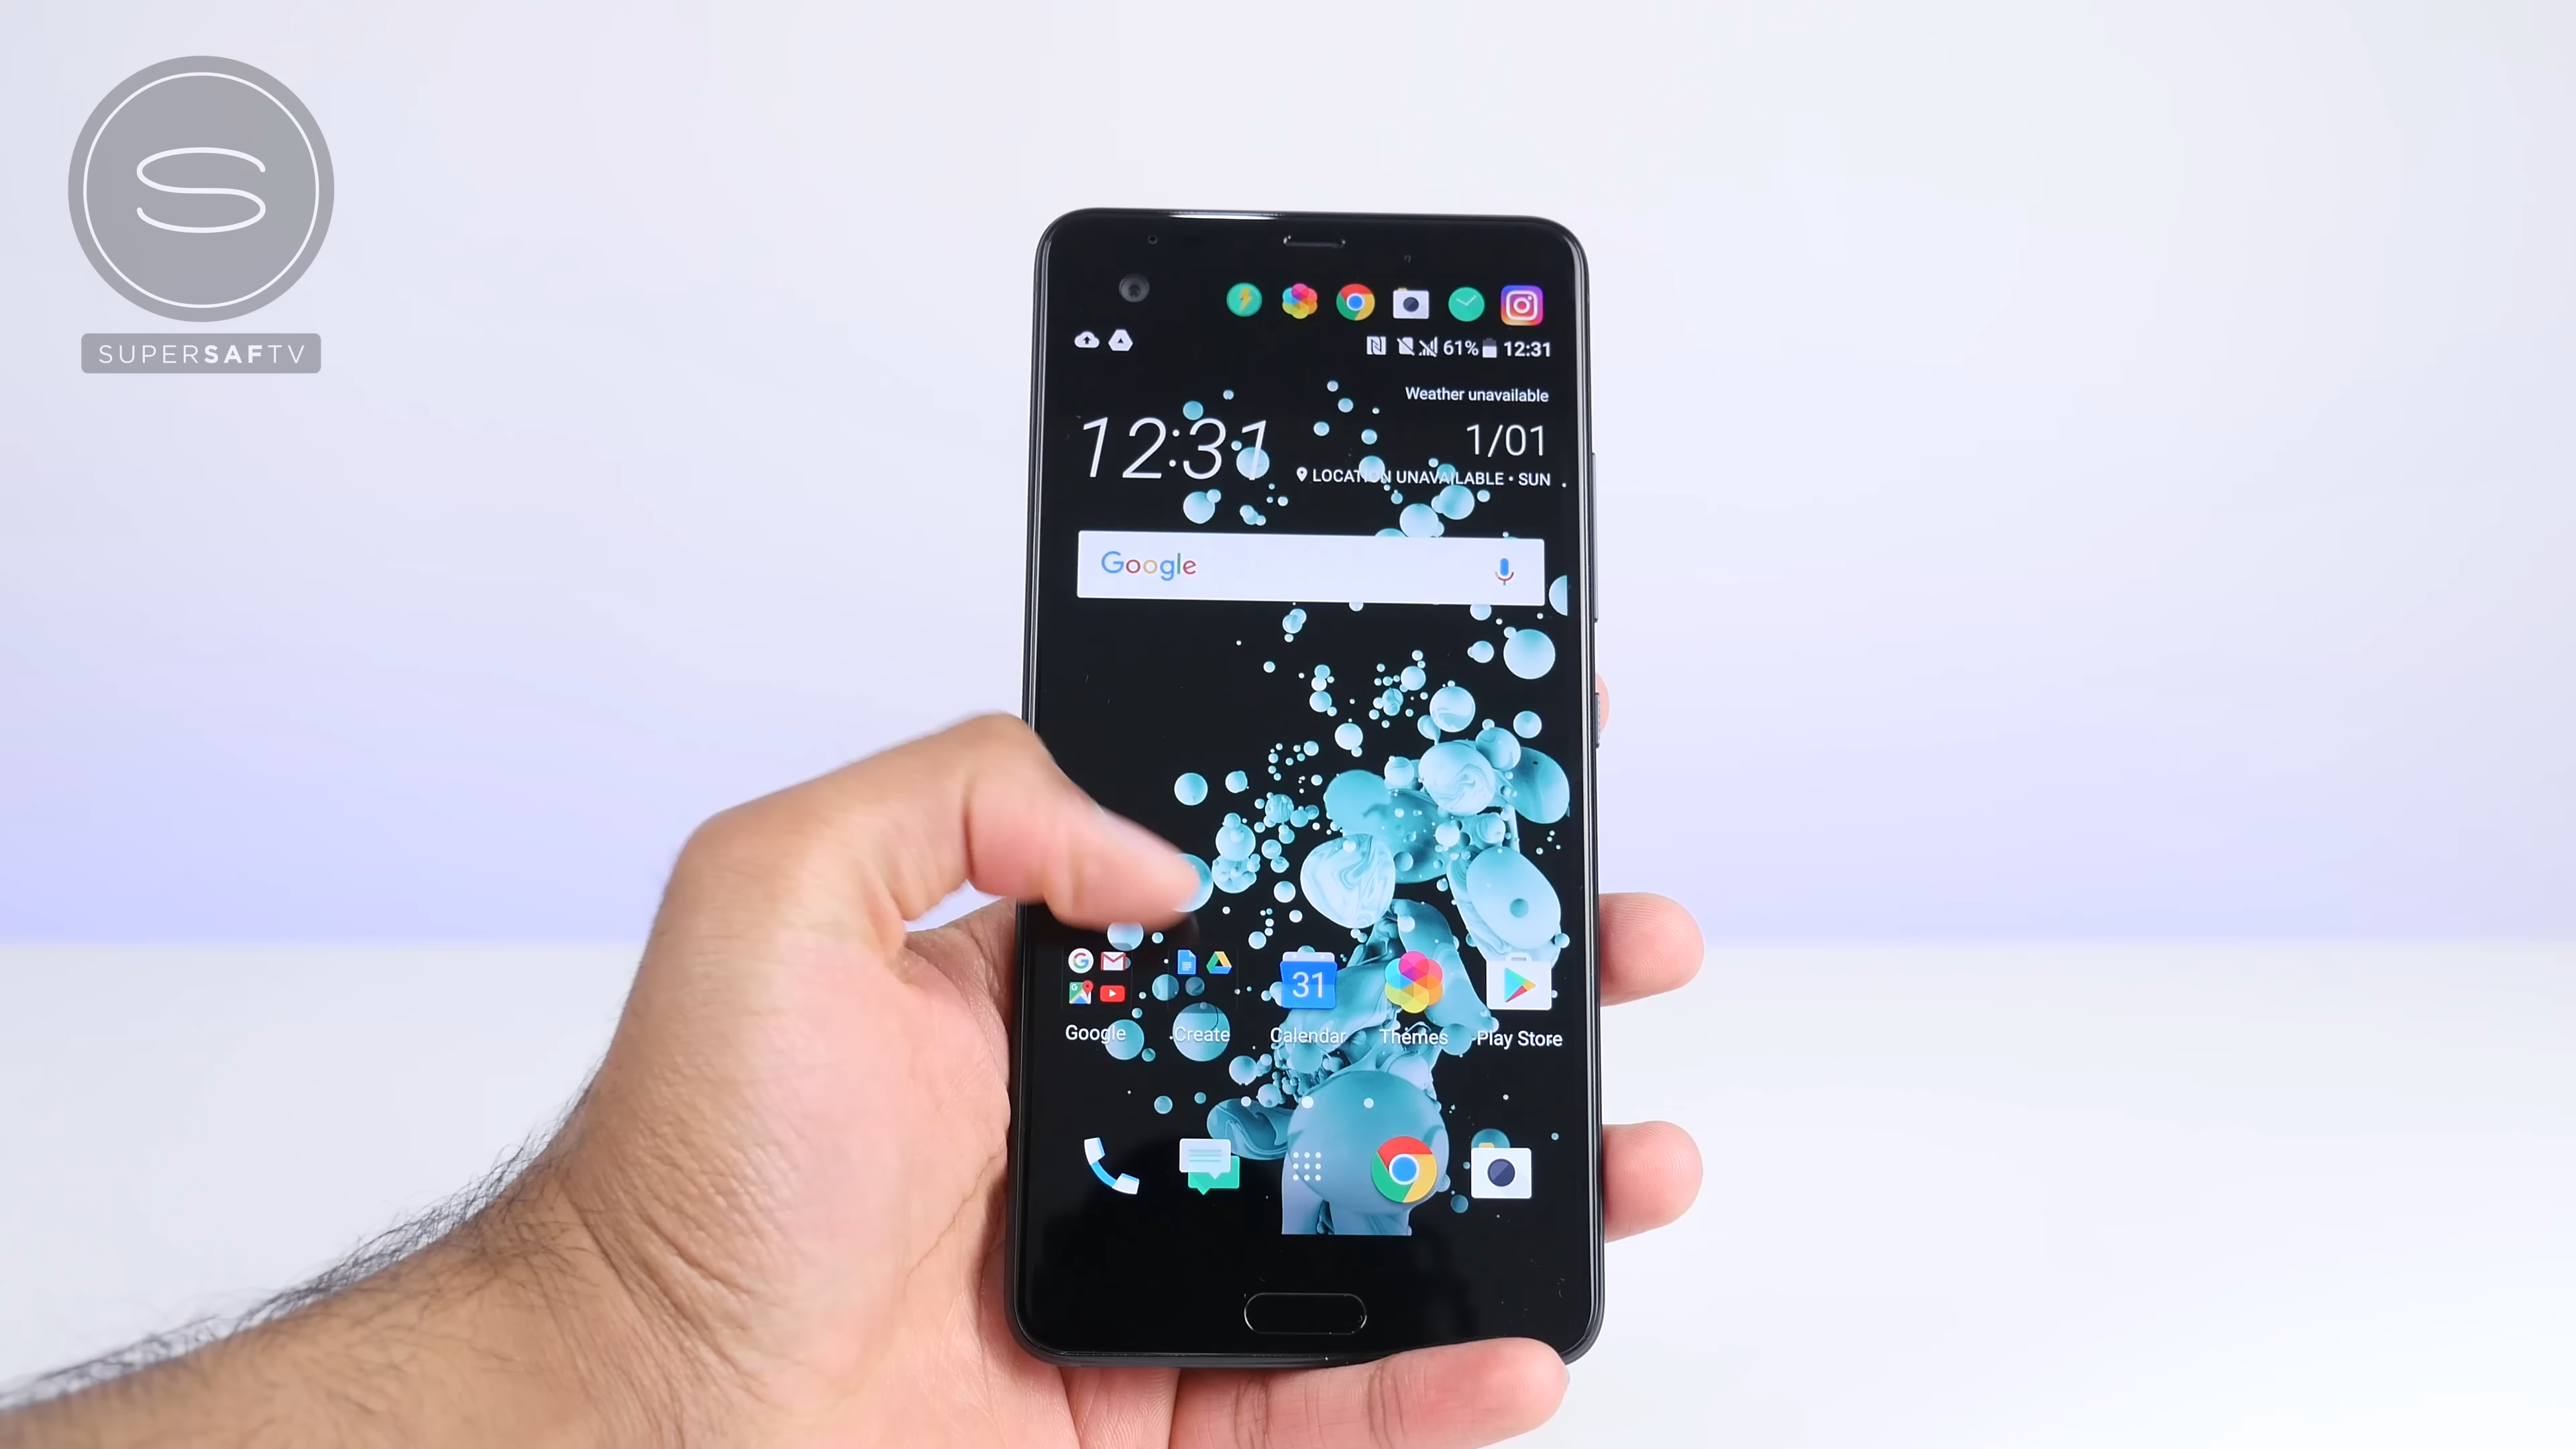 S
SUPERSAFTV
61% 12:31
Weather unavailable
12:31
1/01
LOCATION UNAVAILABLE • SUN
Google
31
Google
Create
Calendar
Themes
Play Store